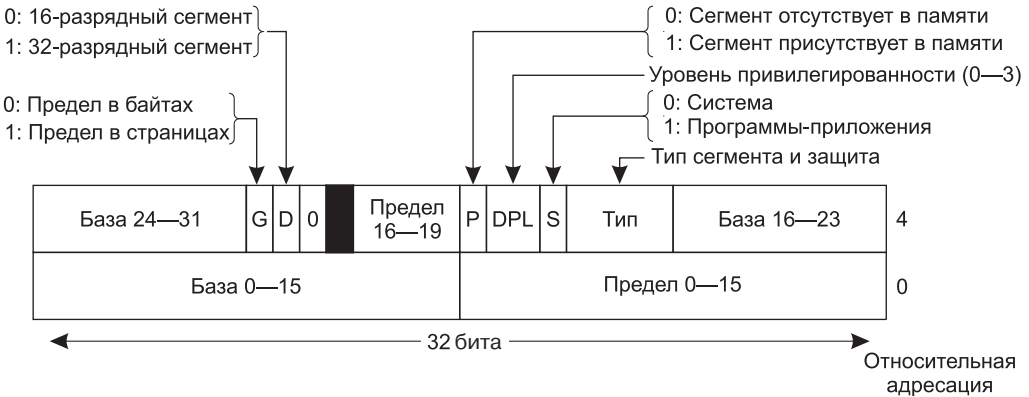 0: 16-разрядный сегмент
1: 32-разрядный сегмент
0: Предел в байтах
1: Предел в страницах
0: Сегмент отсутствует в памяти
1: Сегмент присутствует в памяти
Уровень привилегированности (0—3)
0: Система
1: Программы-приложения
Тип сегмента и защита
База 24—31
G
D
0
Предел
16—19
P
DPL
S
Тип
База 16—23
4
База 0—15
Предел 0—15
0
32 бита
Относительная
адресация